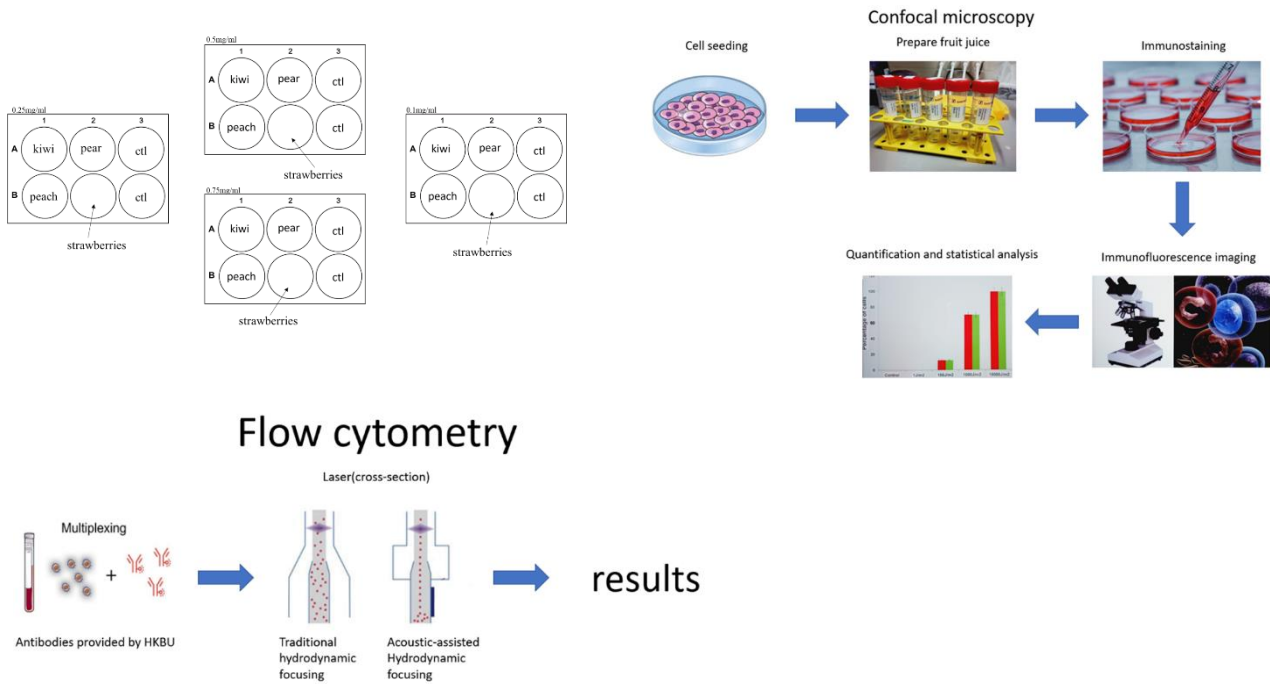 0.5mg/ml
1 2 3
A kiwi pear ctl
B peach ctl
strawberries
0.25mg/ml
1 2 3
A kiwi pear ctl
B peach ctl
strawberries
0.1mg/ml
1 2 3
A kiwi pear ctl
B peach ctl
strawberries
0.75mg/ml
1 2 3
A kiwi pear ctl
B peach ctl
strawberries
Confocal microscopy
Cell seeding
Prepare fruit juice
Immunostaining
Quantification and statistical analysis
Percentage of cells
Control
Immunofluorescence imaging
Flow cytometry
Laser(cross-section)
Multiplexing
+
results
Antibodies provided by HKBU
Traditional
hydrodynamic
focusing
Acoustic-assisted
Hydrodynamic
focusing